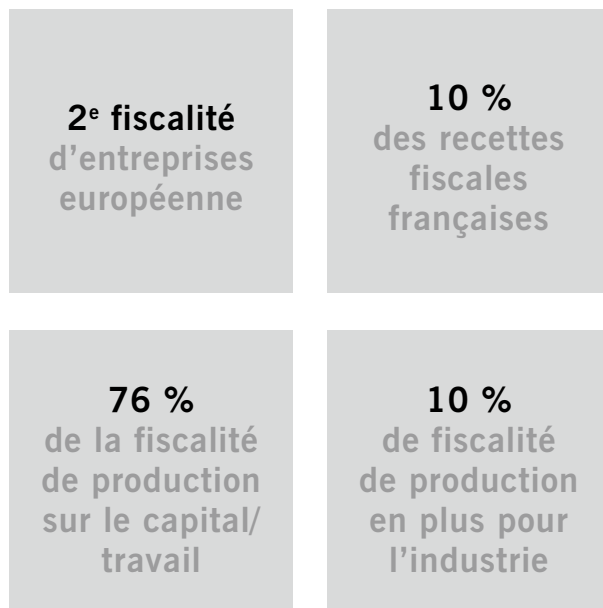 2e fiscalité
d’entreprises
européenne
10 %
des recettes
fiscales
françaises
76 %
de la fiscalité
de production
sur le capital/
travail
10 %
de fiscalité
de production
en plus pour
l’industrie